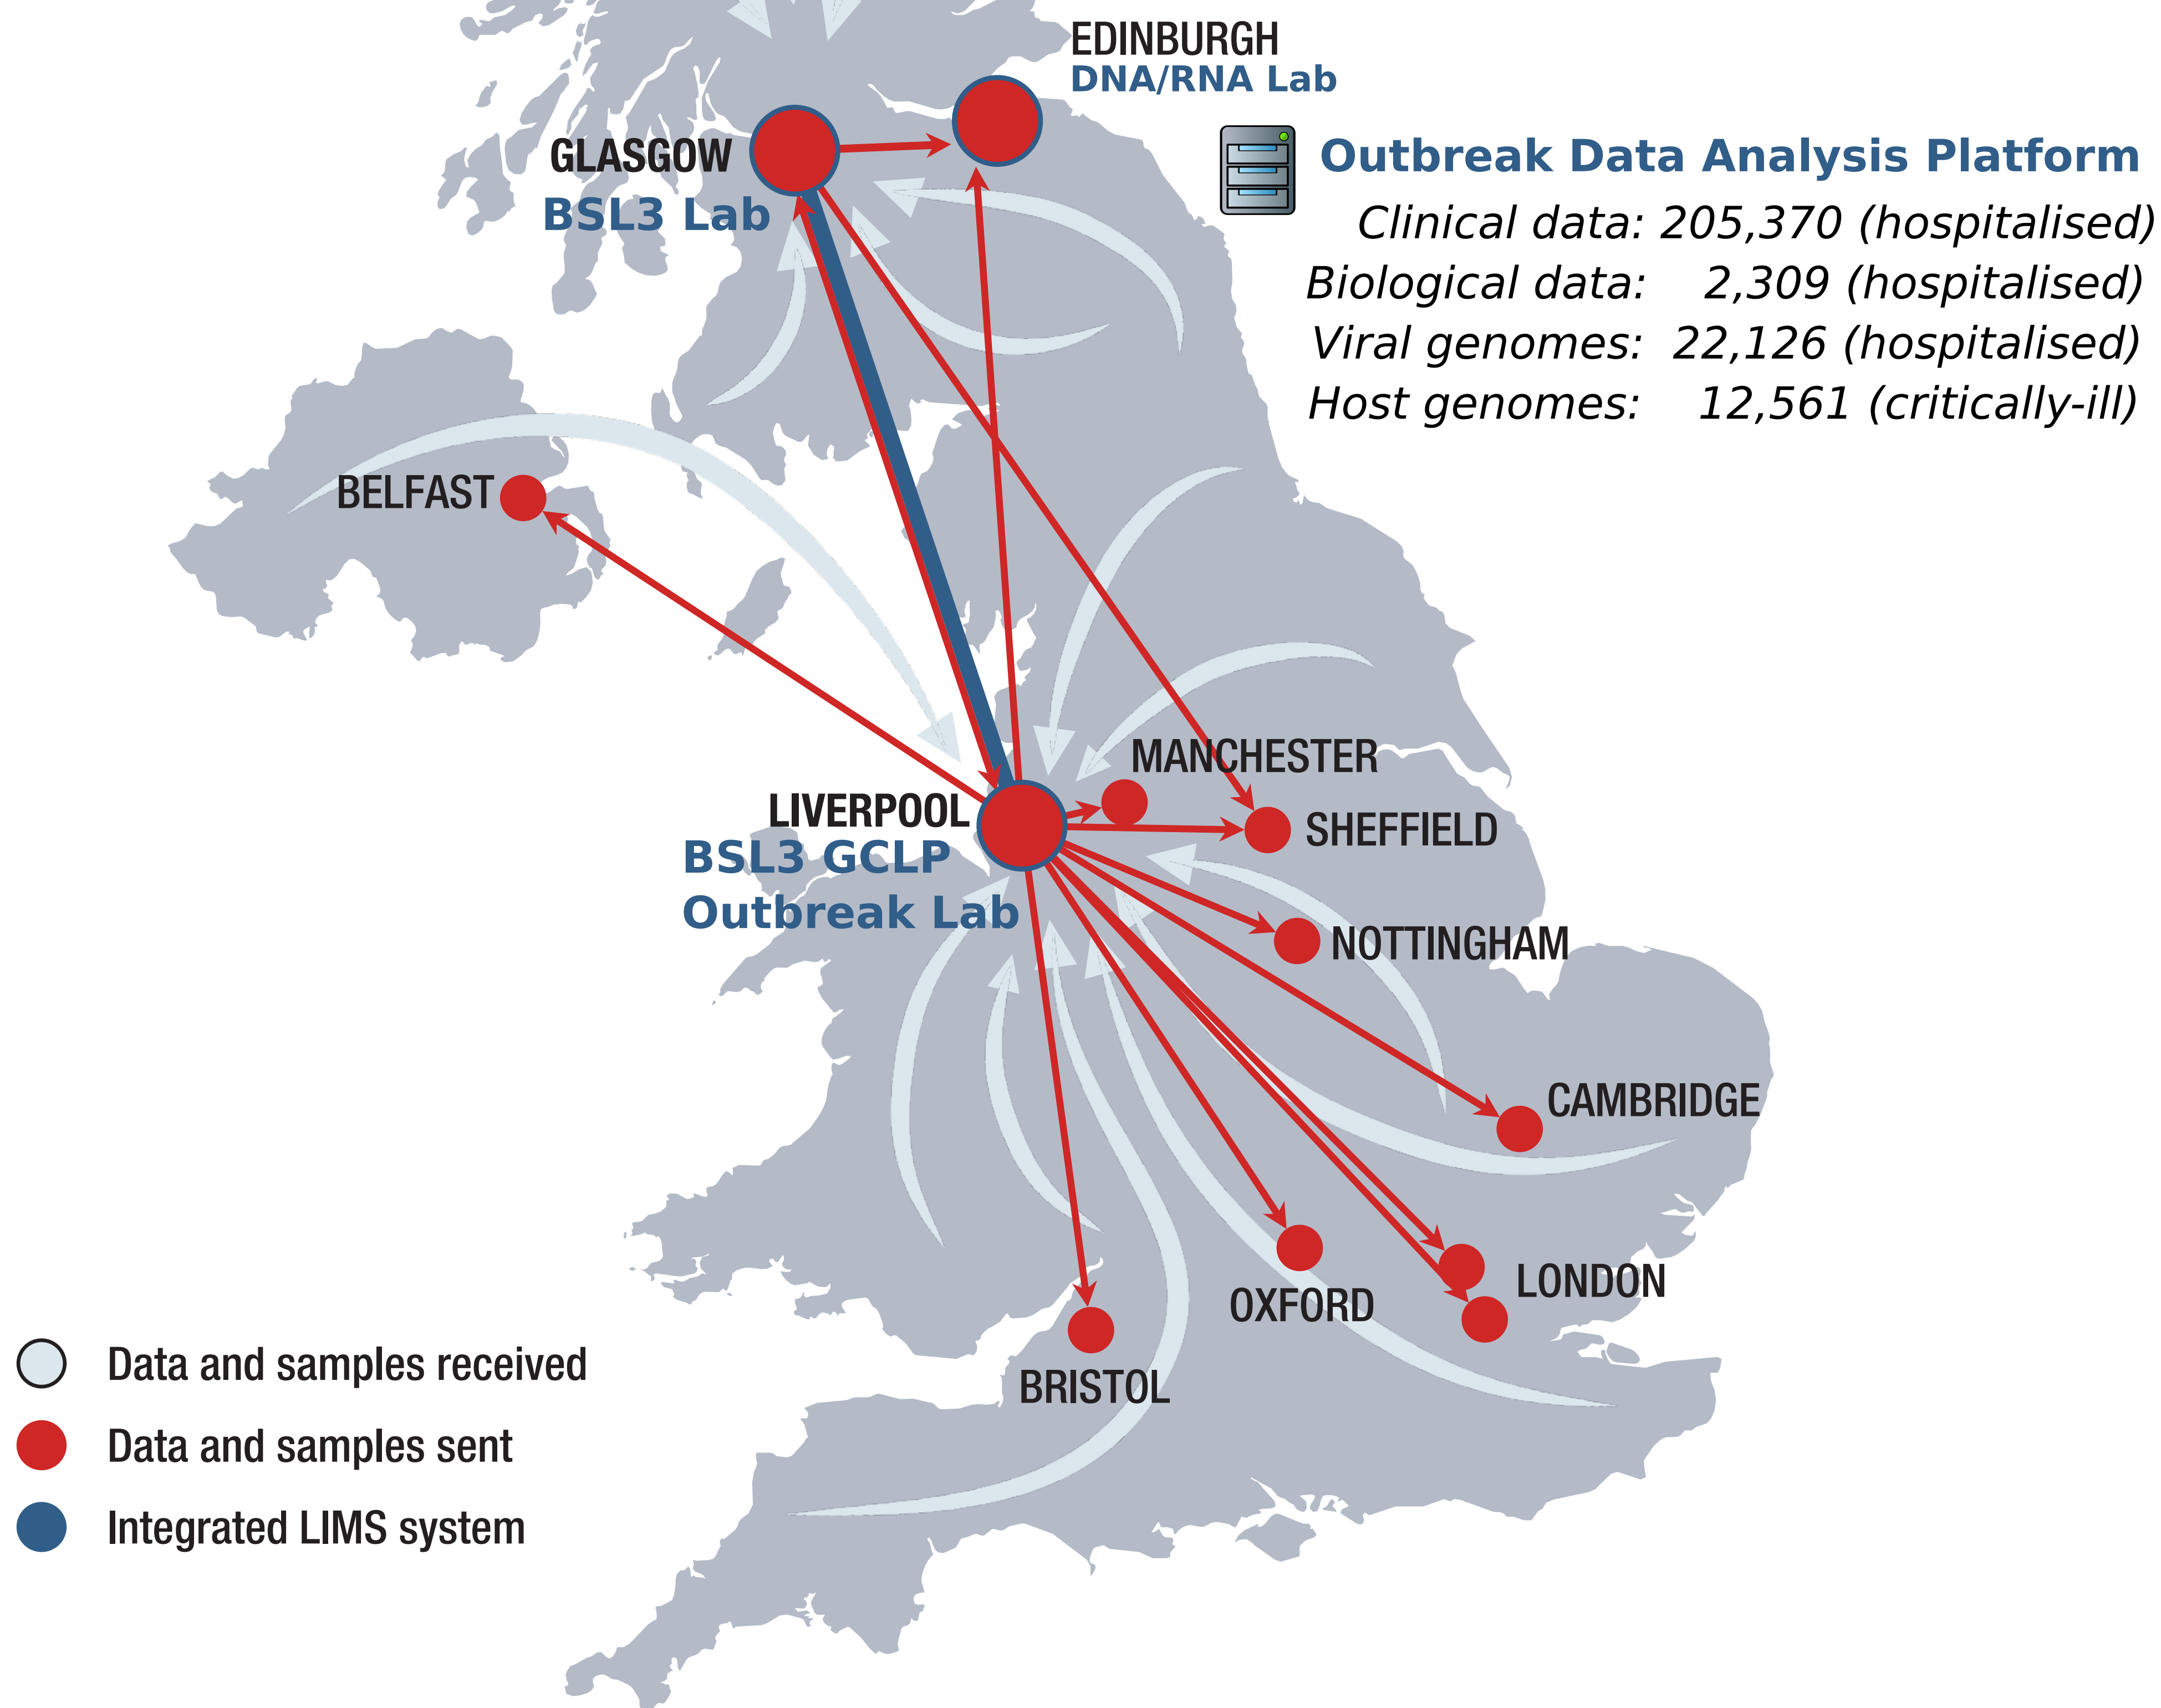 EDINBURGH
DNA/RNA Lab
GLASGOW
BSL3 Lab
Outbreak Data Analysis Platform
Clinical data: 205,370 (hospitalised)
Biological data: 2,309 (hospitalised)
Viral genomes: 22,126 (hospitalised)
Host genomes: 12,561 (critically-ill)
BELFAST
MANCHESTER
LIVERPOOL
BSL3 GCLP
Outbreak Lab
SHEFFIELD
NOTTINGHAM
CAMBRIDGE
LONDON
OXFORD
BRISTOL
Data and samples received
Data and samples sent
Integrated LIMS system